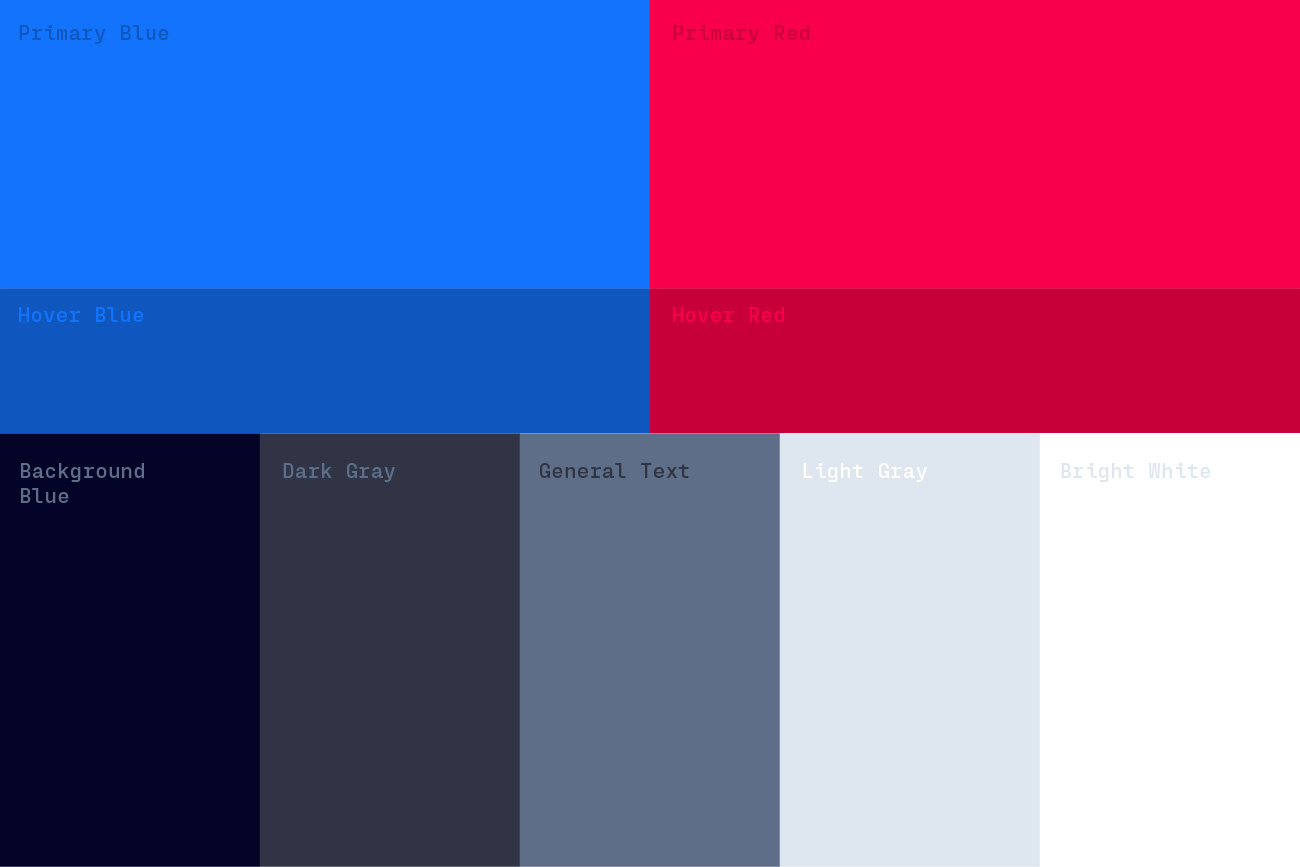 Primary Blue
Primary Red
Hover Blue
Hover Red
Background
Blue
Dark Gray
General Text
Light Gray
Bright White